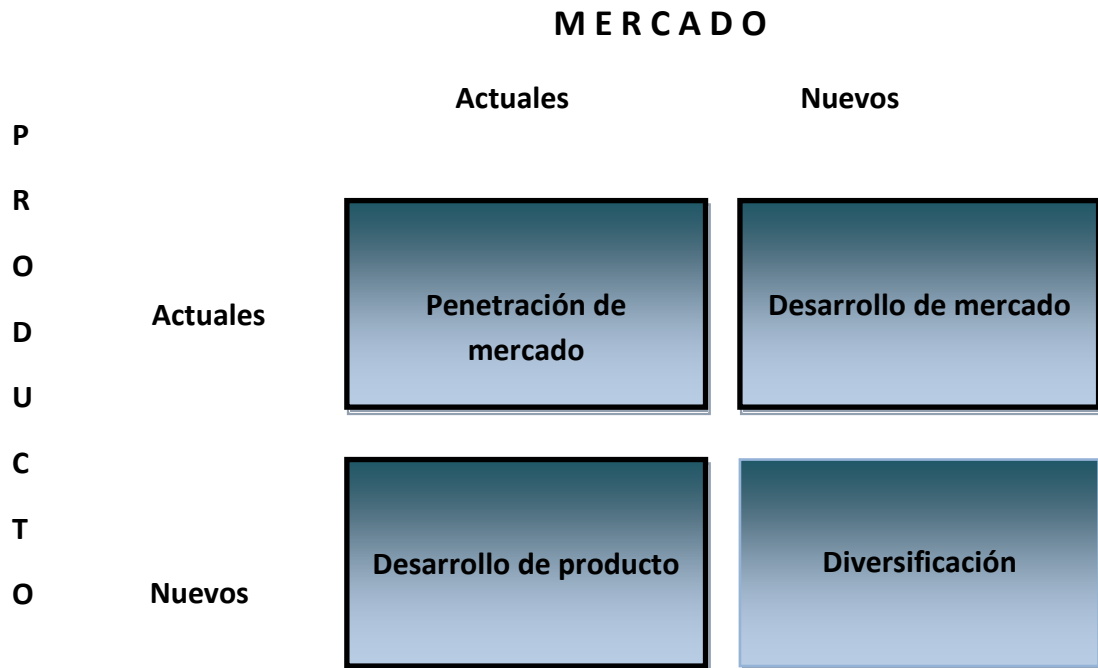 M E R C A D O
Actuales Nuevos
P
R
O
D
U
C
T
O
Actuales
Penetración de
mercado
Desarrollo de mercado
Nuevos
Desarrollo de producto
Diversificación